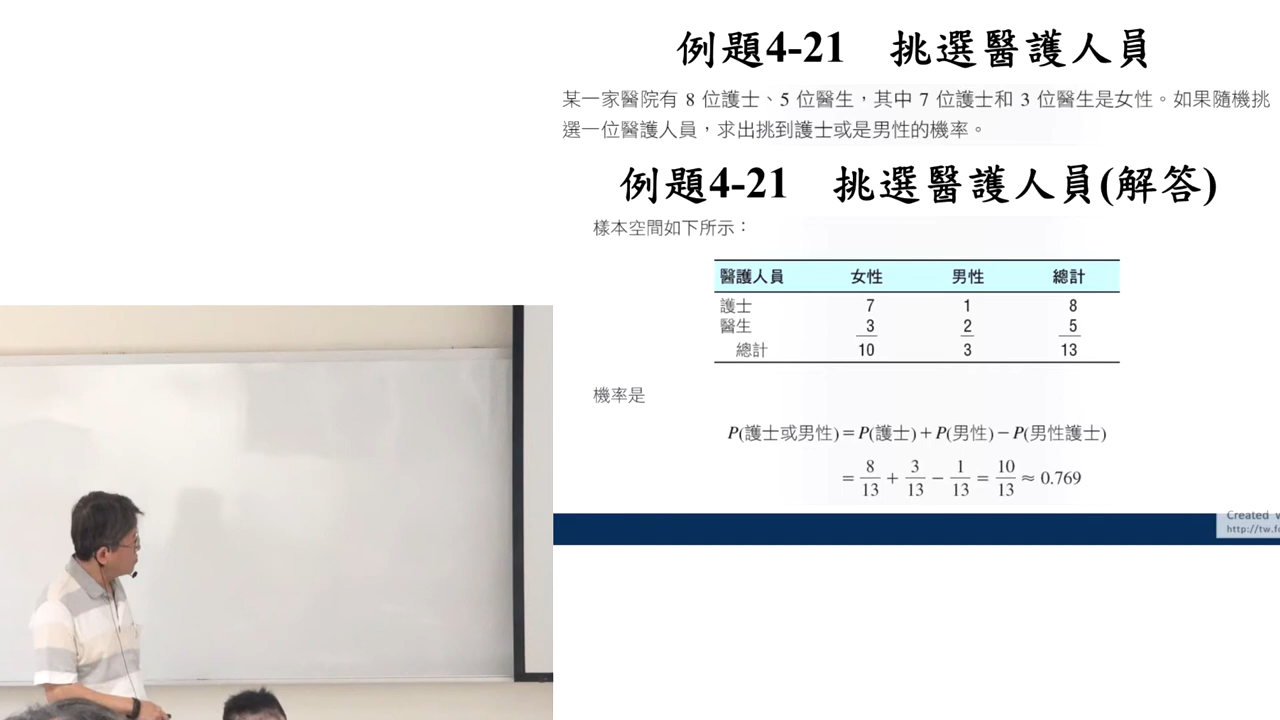 例題4-21 挑選醫護人員
某一家醫院有 8 位護士、5 位醫生，其中 7 位護士和 3 位醫生是女性。如果隨機挑
選一位醫護人員，求出挑到護士或是男性的機率。
例題4-21 挑選醫護人員(解答)
樣本空間如下所示：
醫護人員 女性 男性 總計
護士 7 1 8
醫生 3 2 5
總計 10 3 13
機率是
P(護士或男性)=P(護士)+P(男性)−P(男性護士)
= 8/13 + 3/13 − 1/13 = 10/13 ≈ 0.769
Created
http://tw.fo